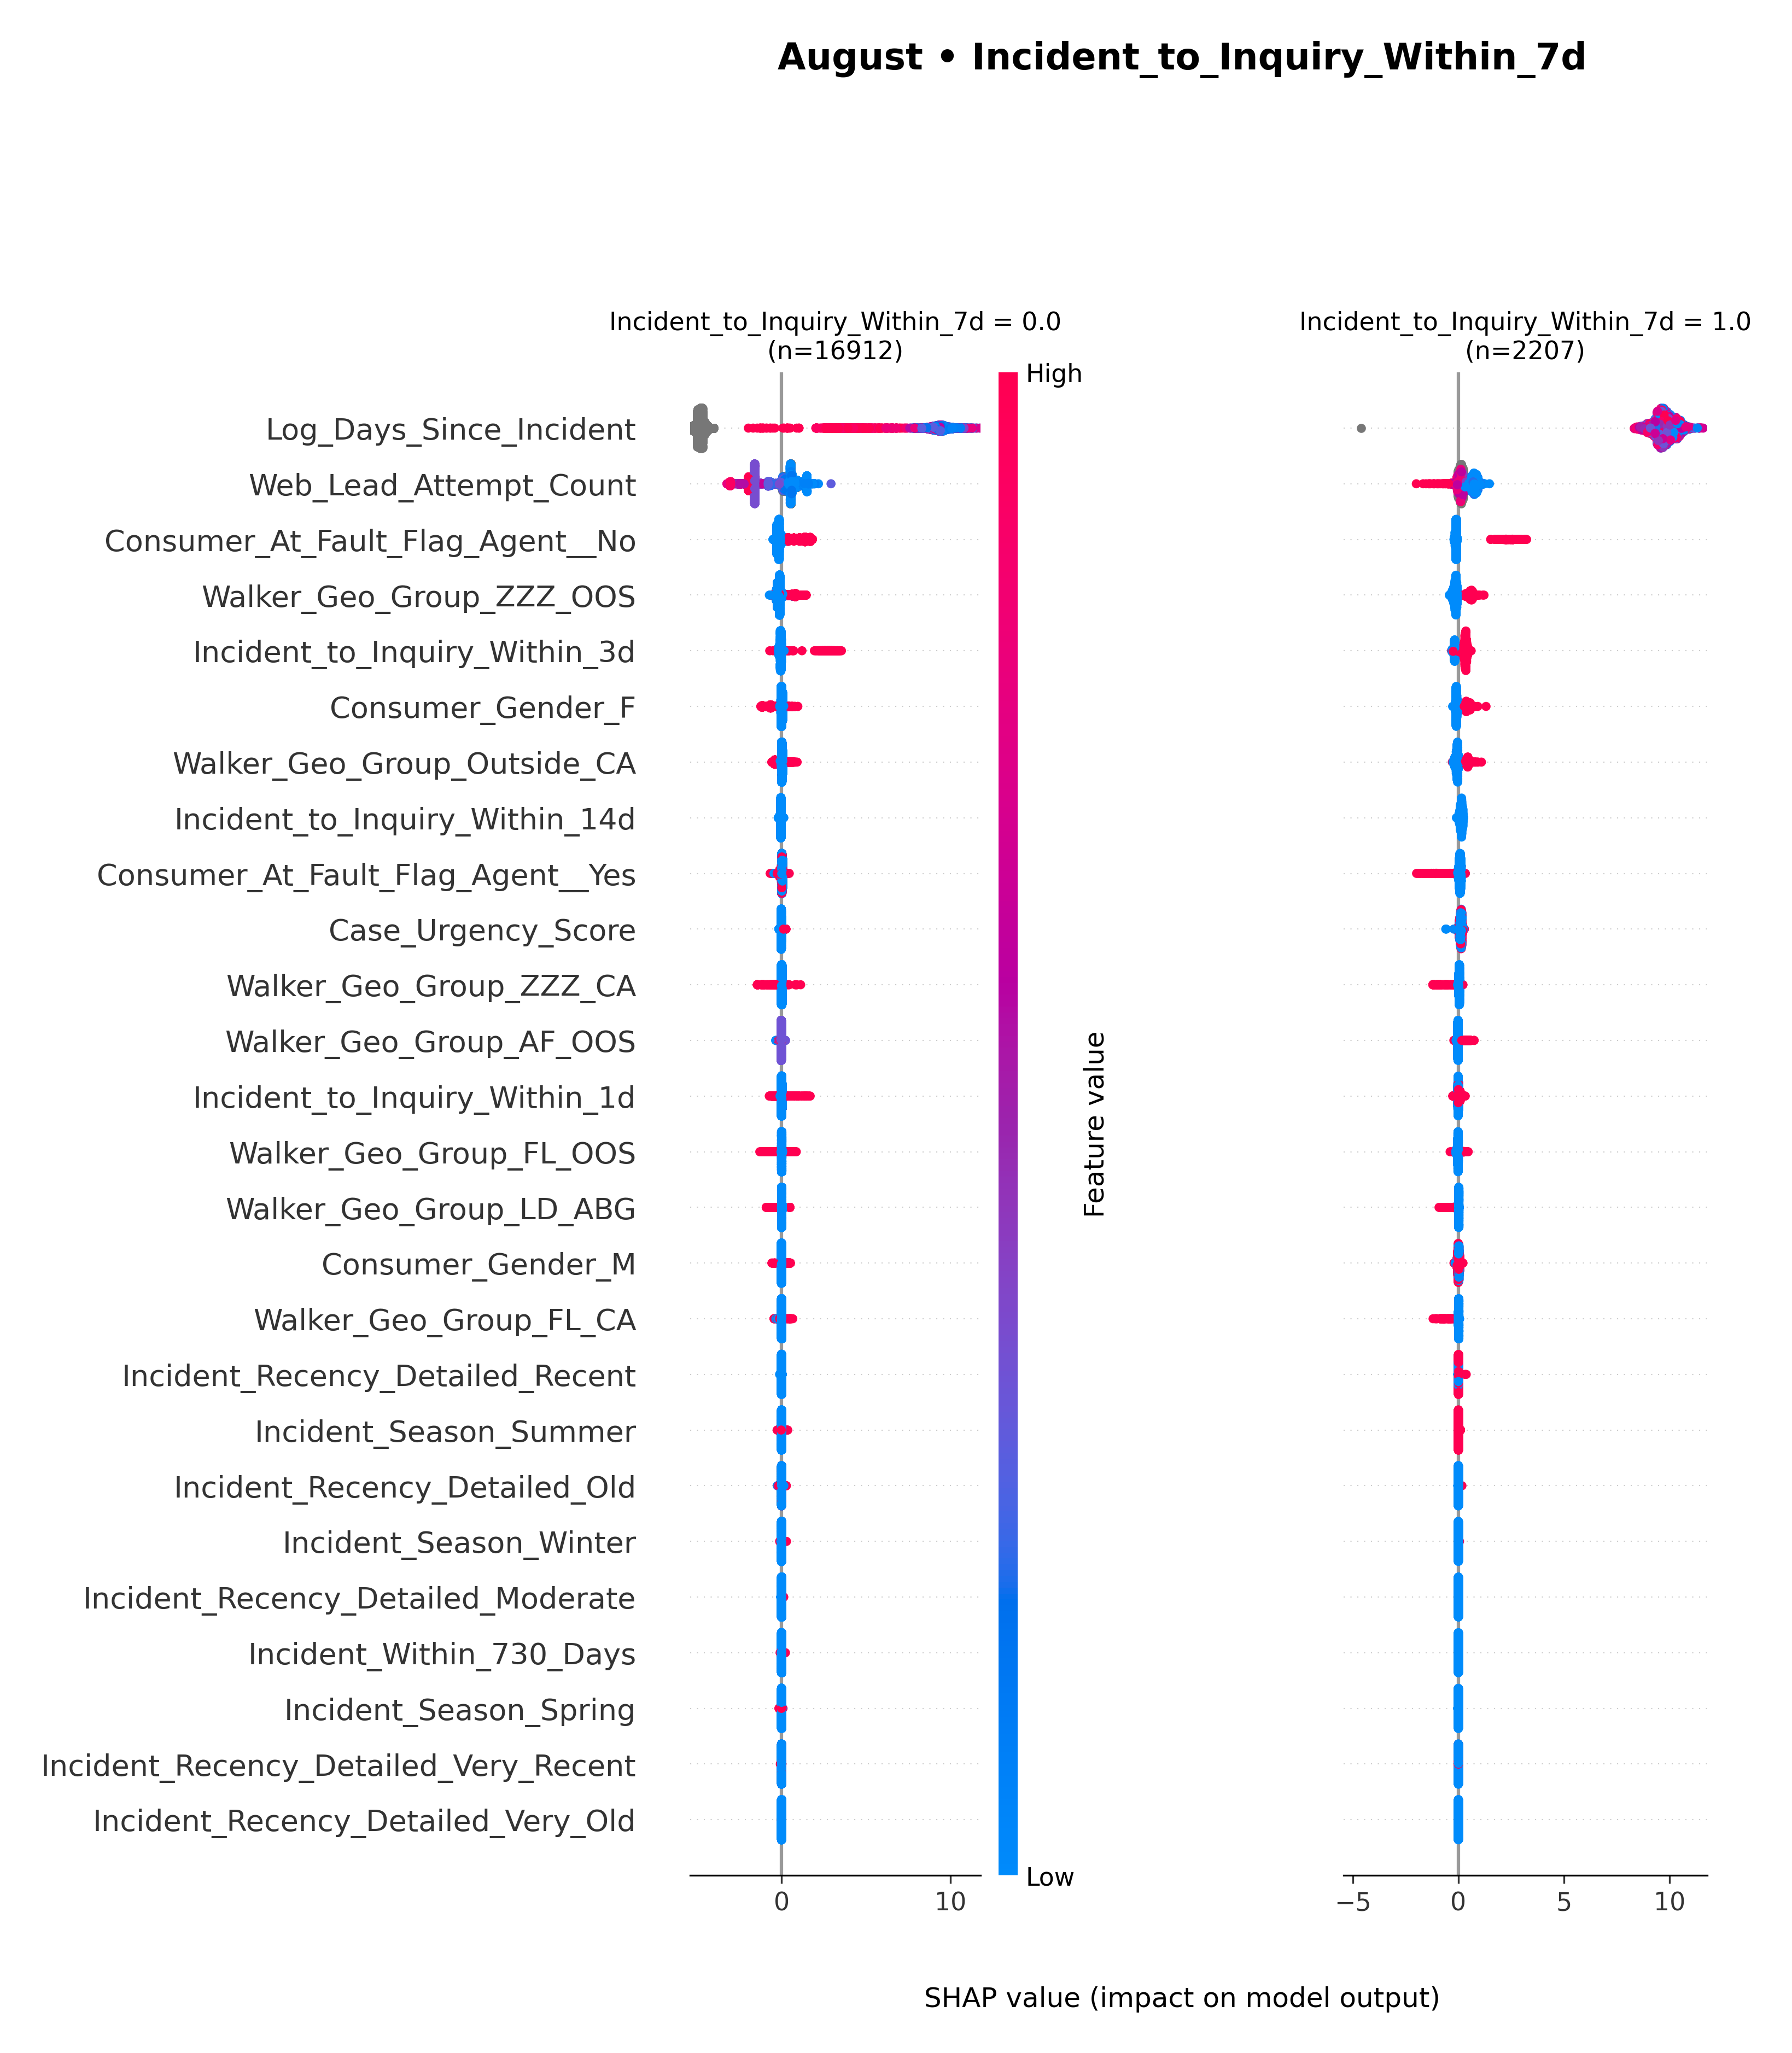 August • Incident_to_Inquiry_Within_7d
Incident_to_Inquiry_Within_7d = 0.0
(n=16912)
Incident_to_Inquiry_Within_7d = 1.0
(n=2207)
High
Log_Days_Since_Incident
Web_Lead_Attempt_Count
Consumer_At_Fault_Flag_Agent__No
Walker_Geo_Group_ZZZ_OOS
Incident_to_Inquiry_Within_3d
Consumer_Gender_F
Walker_Geo_Group_Outside_CA
Incident_to_Inquiry_Within_14d
Consumer_At_Fault_Flag_Agent__Yes
Case_Urgency_Score
Walker_Geo_Group_ZZZ_CA
Walker_Geo_Group_AF_OOS
Incident_to_Inquiry_Within_1d
Walker_Geo_Group_FL_OOS
Walker_Geo_Group_LD_ABG
Consumer_Gender_M
Walker_Geo_Group_FL_CA
Incident_Recency_Detailed_Recent
Incident_Season_Summer
Incident_Recency_Detailed_Old
Incident_Season_Winter
Incident_Recency_Detailed_Moderate
Incident_Within_730_Days
Incident_Season_Spring
Incident_Recency_Detailed_Very_Recent
Incident_Recency_Detailed_Very_Old
Feature value
Low
0 10
−5 0 5 10
SHAP value (impact on model output)